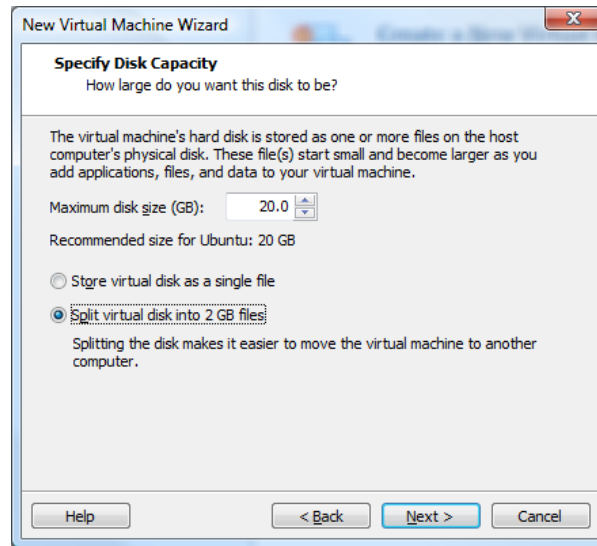 New Virtual Machine Wizard
Create a New Virtual
Specify Disk Capacity
How large do you want this disk to be?
The virtual machine's hard disk is stored as one or more files on the host
computer's physical disk. These file(s) start small and become larger as you
add applications, files, and data to your virtual machine.
Maximum disk size (GB): 20.0
Recommended size for Ubuntu: 20 GB
Store virtual disk as a single file
Split virtual disk into 2 GB files
Splitting the disk makes it easier to move the virtual machine to another
computer.
Help < Back Next > Cancel